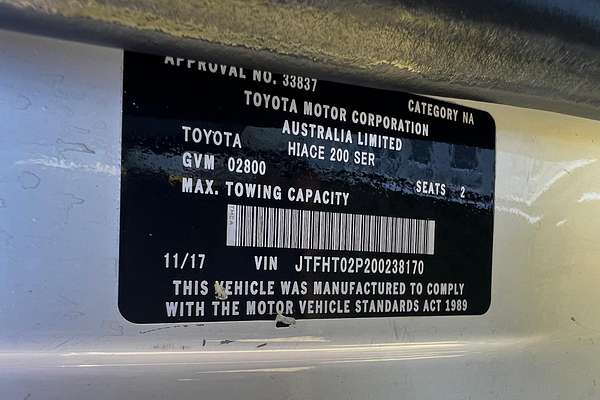 APPROVAL NO. 33837 CATEGORY NA
TOYOTA MOTOR CORPORATION
AUSTRALIA LIMITED
TOYOTA HIACE 200 SER
GVM 02800
MAX. TOWING CAPACITY SEATS 2
11/17 VIN JTFHT02P200238170
THIS VEHICLE WAS MANUFACTURED TO COMPLY
WITH THE MOTOR VEHICLE STANDARDS ACT 1989